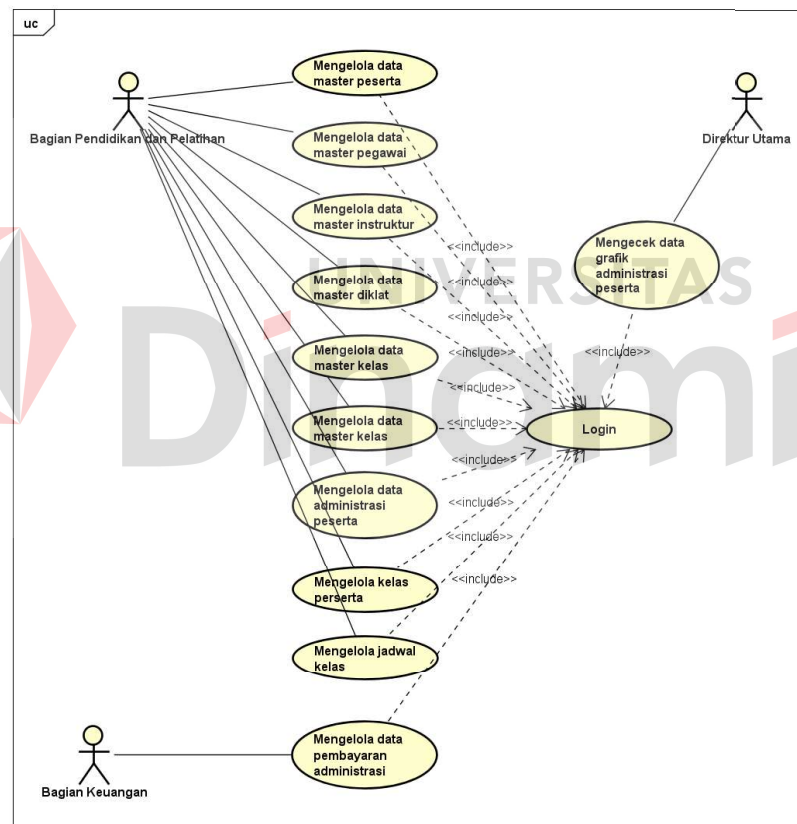 uc
Mengelola data
master peserta
Bagian Pendidikan dan Pelatihan
Direktur Utama
Mengelola data
master pegawai
Mengelola data
master instruktur
Mengecek data
grafik
administrasi
peserta
<<include>>
UNIVERSITAS
Mengelola data
master diklat
<<include>>
<<include>>
Dinami
Mengelola data
master kelas
<<include>>
<<include>>
<<include>>
Mengelola data
master kelas
<<include>>
Login
Mengelola data
administrasi
peserta
<<include>>
<<include>>
<<include>>
Mengelola kelas
perserta
<<include>>
Mengelola jadwal
kelas
Mengelola data
pembayaran
administrasi
Bagian Keuangan